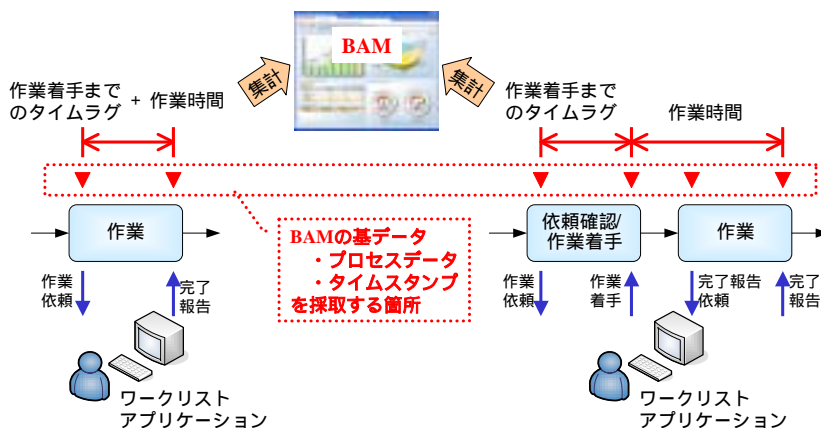 BAM
集計
集計
作業着手まで
のタイムラグ
+ 作業時間
作業着手まで
のタイムラグ
作業時間
作業
依頼確認/
作業着手
作業
BAMの基データ
・プロセスデータ
・タイムスタンプ
を採取する箇所
作業
依頼
完了
報告
作業
依頼
作業
着手
完了報告
依頼
完了
報告
ワークリスト
アプリケーション
ワークリスト
アプリケーション